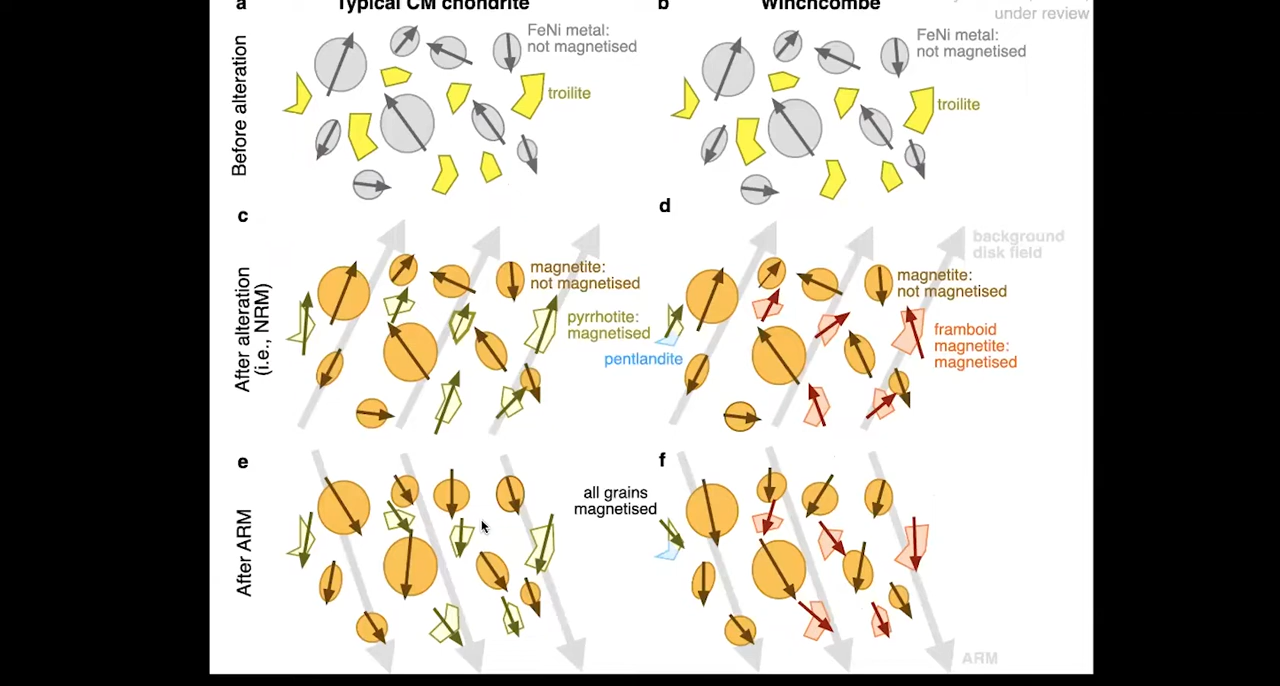 a Typical CM chondrite b Winchcombe
under review
Before alteration
FeNi metal:
not magnetised
troilite
FeNi metal:
not magnetised
troilite
c
d
After alteration
(i.e., NRM)
magnetite:
not magnetised
pyrrhotite:
magnetised
pentlandite
background
disk field
magnetite:
not magnetised
framboid
magnetite:
magnetised
e
f
After ARM
all grains
magnetised
ARM